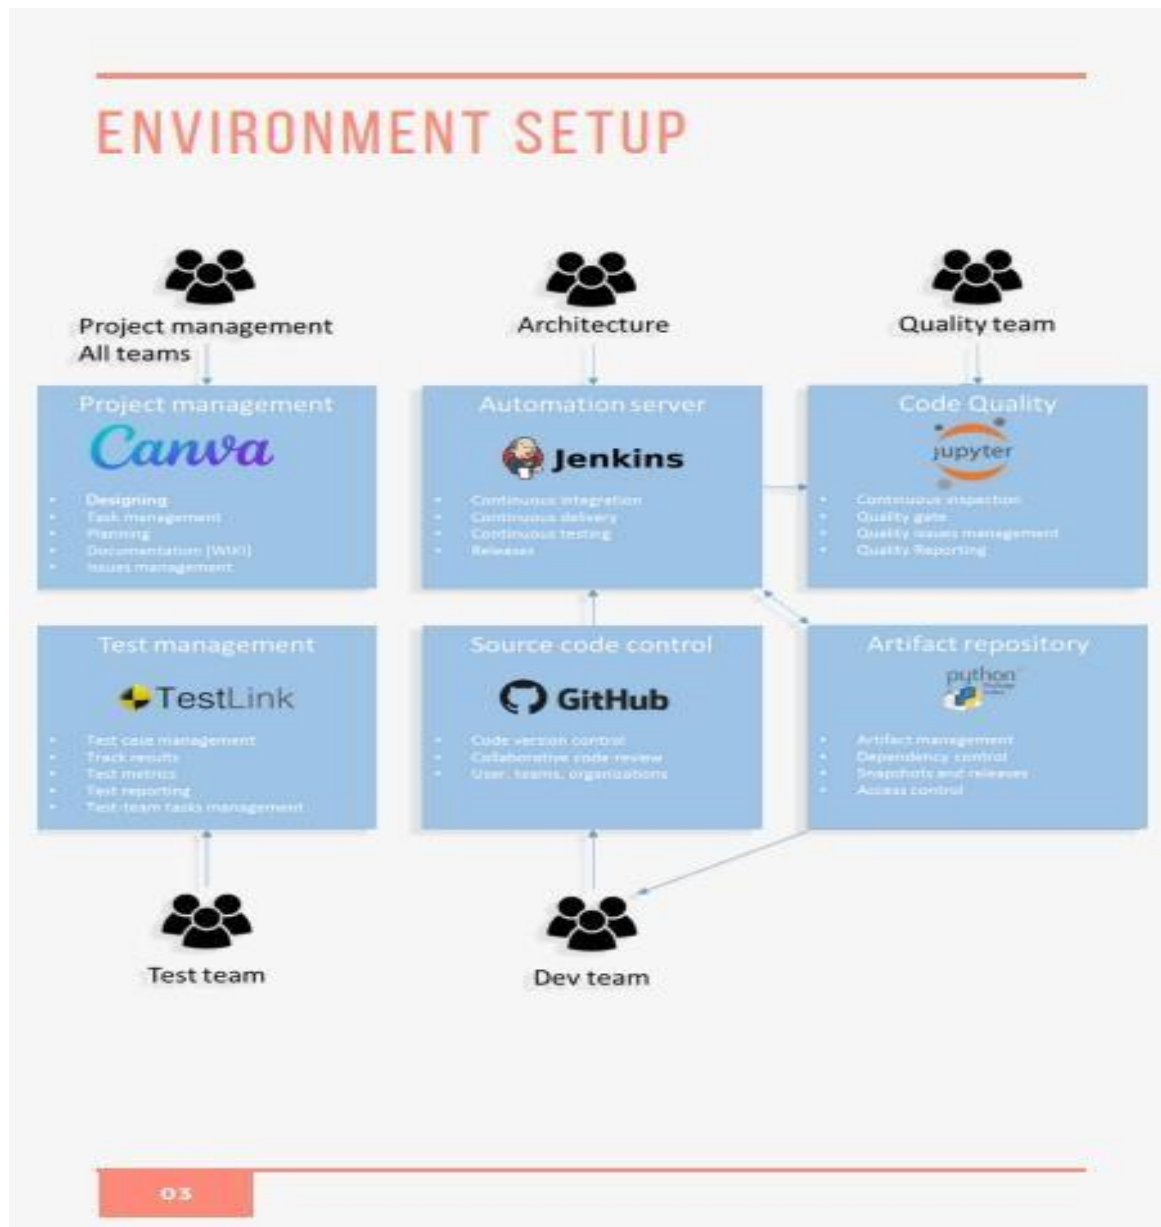 ENVIRONMENT SETUP
Project management
All teams
Architecture
Quality team
Project management
Canva
Designing
Task management
Planning
Documentation [WIKI]
Issues management
Automation server
Jenkins
Continuous integration
Continuous delivery
Continuous testing
Releases
Code Quality
jupyter
Continuous inspection
Quality gate
Quality issues management
Quality Reporting
Test management
TestLink
Test case management
Track results
Test metrics
Test reporting
Test-team tasks management
Source code control
GitHub
Code version control
Collaborative code review
User, teams, organizations
Artifact repository
python
Artifact management
Dependency control
Snapshots and releases
Access control
Test team
Dev team
03